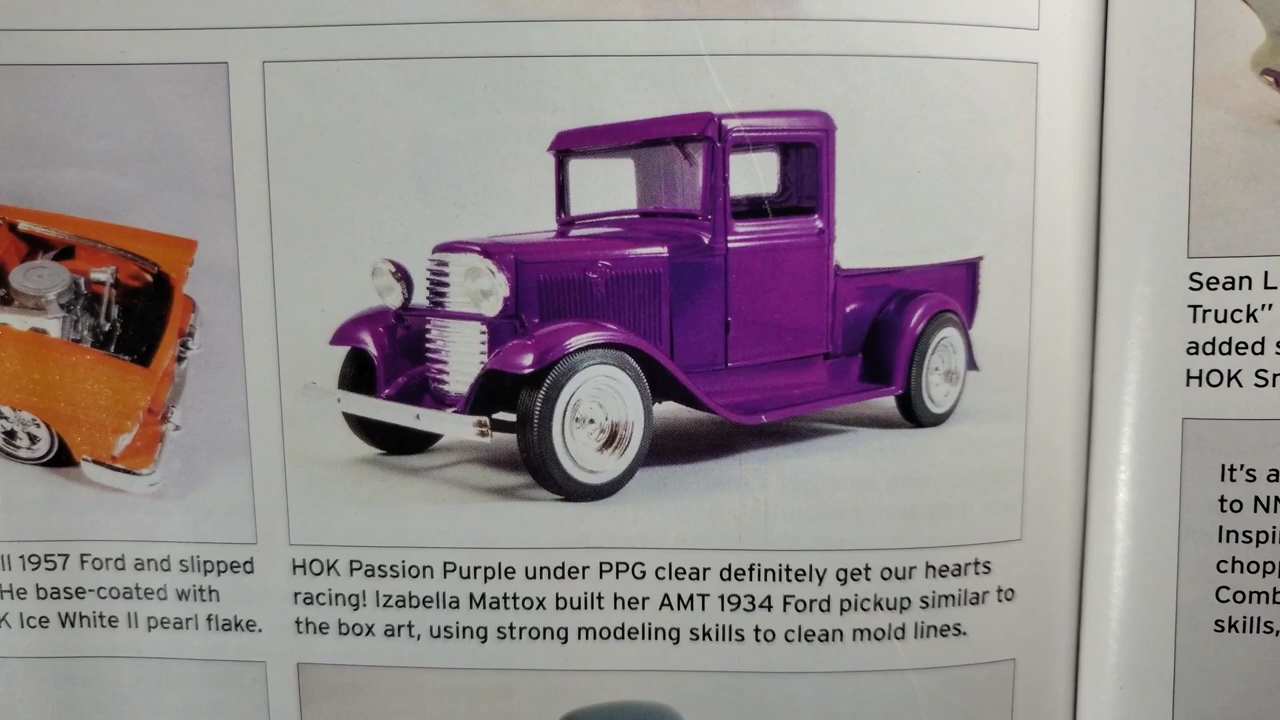 ll 1957 Ford and slipped
He base-coated with
K Ice White II pearl flake.
HOK Passion Purple under PPG clear definitely get our hearts
racing! Izabella Mattox built her AMT 1934 Ford pickup similar to
the box art, using strong modeling skills to clean mold lines.
Sean L
Truck"
added s
HOK Sn
It's a
to NN
Inspi
chop
Comb
skills,